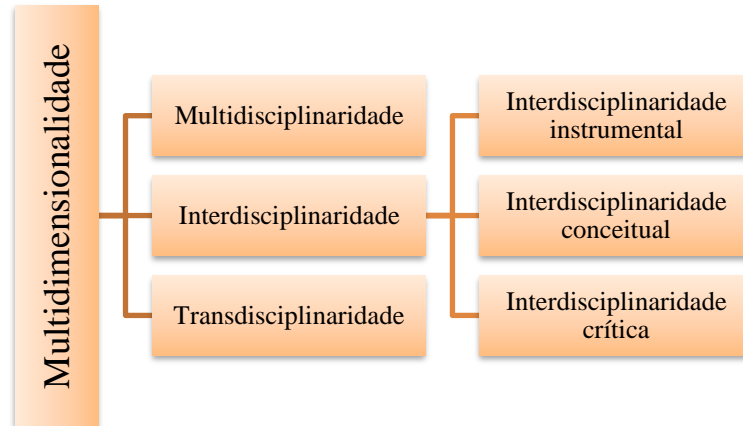 Multidimensionalidade
Multidisciplinaridade
Interdisciplinaridade
Transdisciplinaridade
Interdisciplinaridade
instrumental
Interdisciplinaridade
conceitual
Interdisciplinaridade
crítica